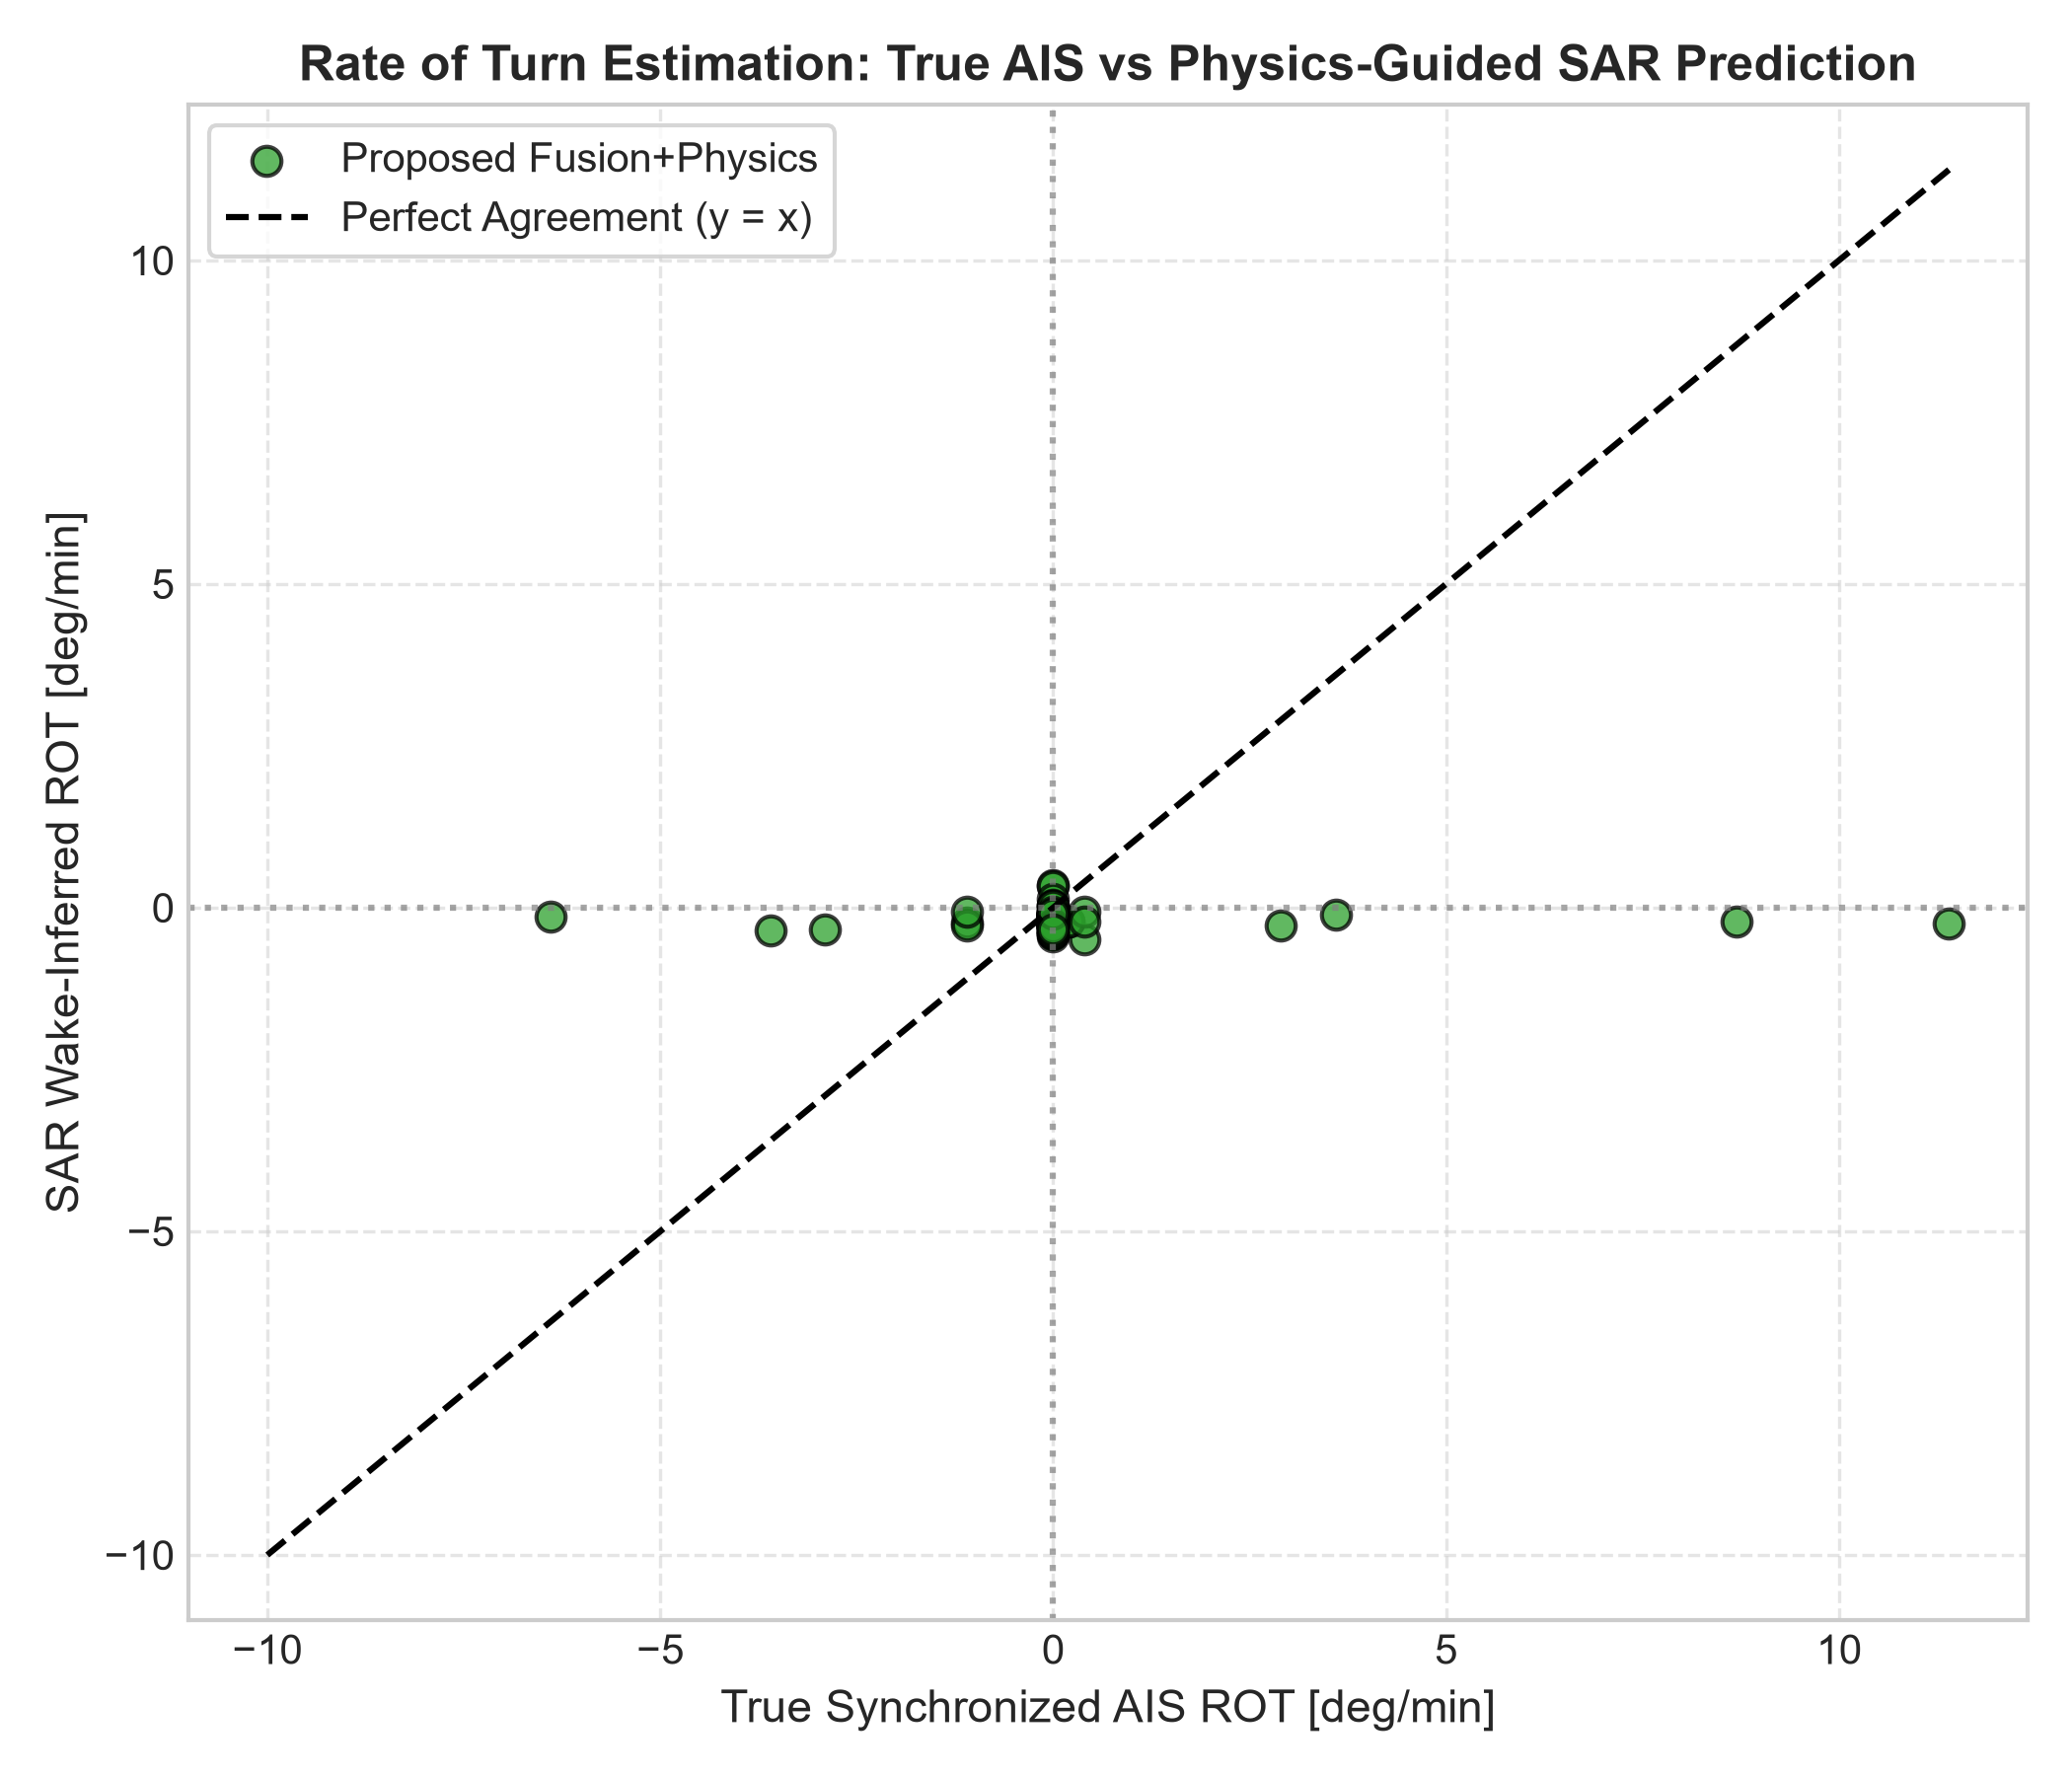 Rate of Turn Estimation: True AIS vs Physics-Guided SAR Prediction
Proposed Fusion+Physics
Perfect Agreement (y = x)
10
5
0
−5
−10
SAR Wake-Inferred ROT [deg/min]
−10
−5
0
5
10
True Synchronized AIS ROT [deg/min]